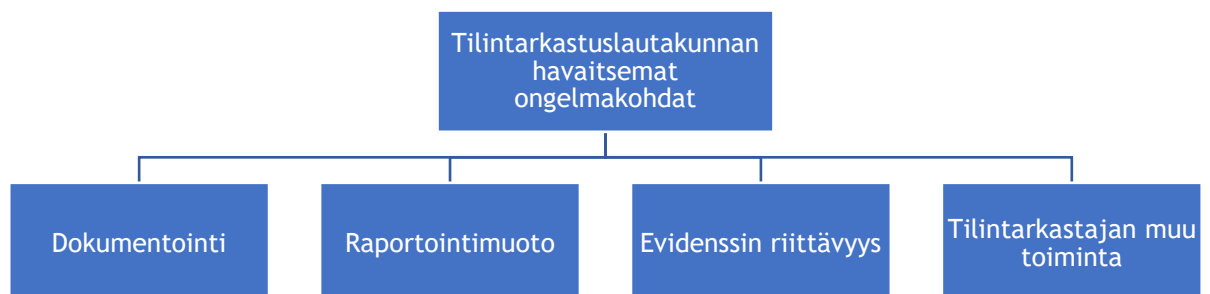 Tilintarkastuslautakunnan
havaitsemat
ongelmakohdat
Dokumentointi
Raportointimuoto
Evidenssin riittävyys
Tilintarkastajan muu
toiminta